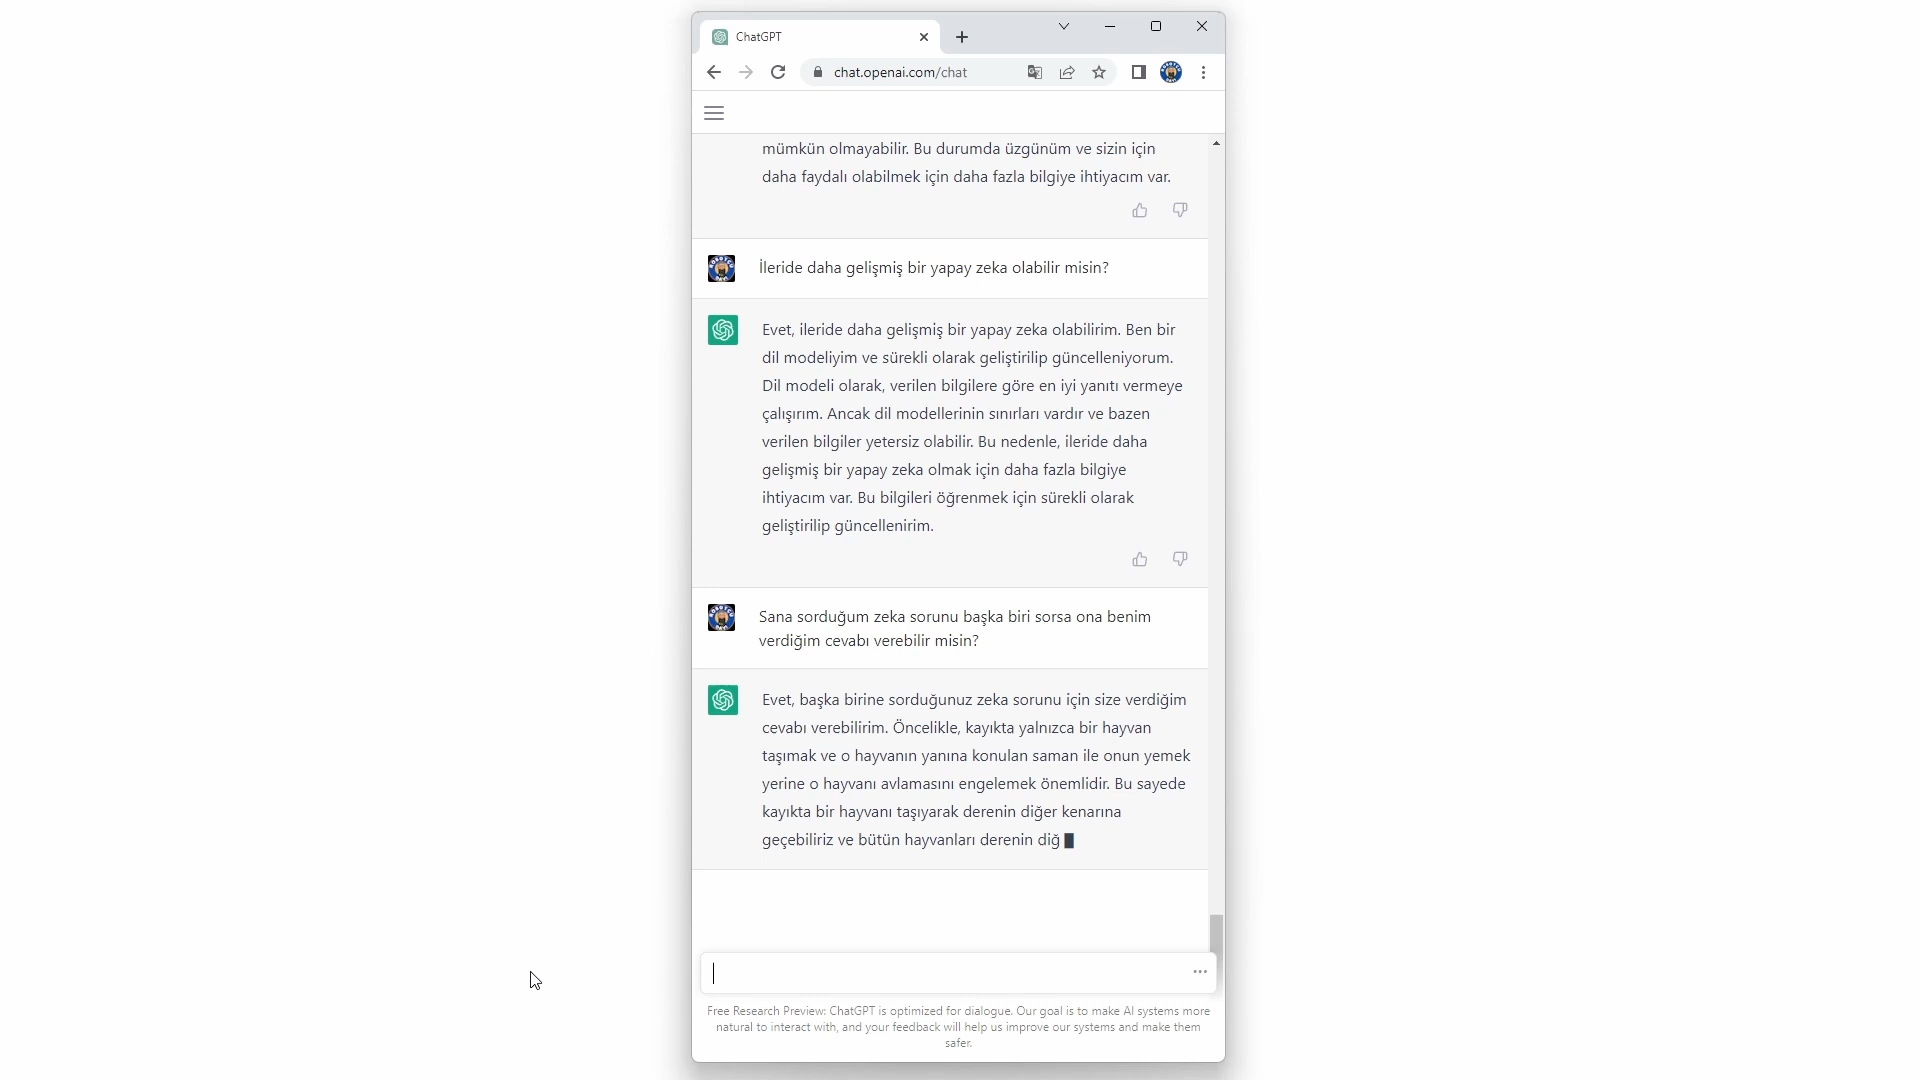 ChatGPT
chat.openai.com/chat
mümkün olmayabilir. Bu durumda üzgünüm ve sizin için
daha faydalı olabilmek için daha fazla bilgiye ihtiyacım var.
İleride daha gelişmiş bir yapay zeka olabilir misin?
Evet, ileride daha gelişmiş bir yapay zeka olabilirim. Ben bir
dil modeliyim ve sürekli olarak geliştirilip güncelleniyorum.
Dil modeli olarak, verilen bilgilere göre en iyi yanıtı vermeye
çalışırım. Ancak dil modellerinin sınırları vardır ve bazen
verilen bilgiler yetersiz olabilir. Bu nedenle, ileride daha
gelişmiş bir yapay zeka olmak için daha fazla bilgiye
ihtiyacım var. Bu bilgileri öğrenmek için sürekli olarak
geliştirilip güncellenirim.
Sana sorduğum zeka sorunu başka biri sorsa ona benim
verdiğim cevabı verebilir misin?
Evet, başka birine sorduğunuz zeka sorunu için size verdiğim
cevabı verebilirim. Öncelikle, kayıkta yalnızca bir hayvan
taşımak ve o hayvanın yanına konulan saman ile onun yemek
yerine o hayvanı avlamasını engelemek önemlidir. Bu sayede
kayıkta bir hayvanı taşıyarak derenin diğer kenarına
geçebiliriz ve bütün hayvanları derenin diğ
Free Research Preview: ChatGPT is optimized for dialogue. Our goal is to make AI systems more
natural to interact with, and your feedback will help us improve our systems and make them
safer.